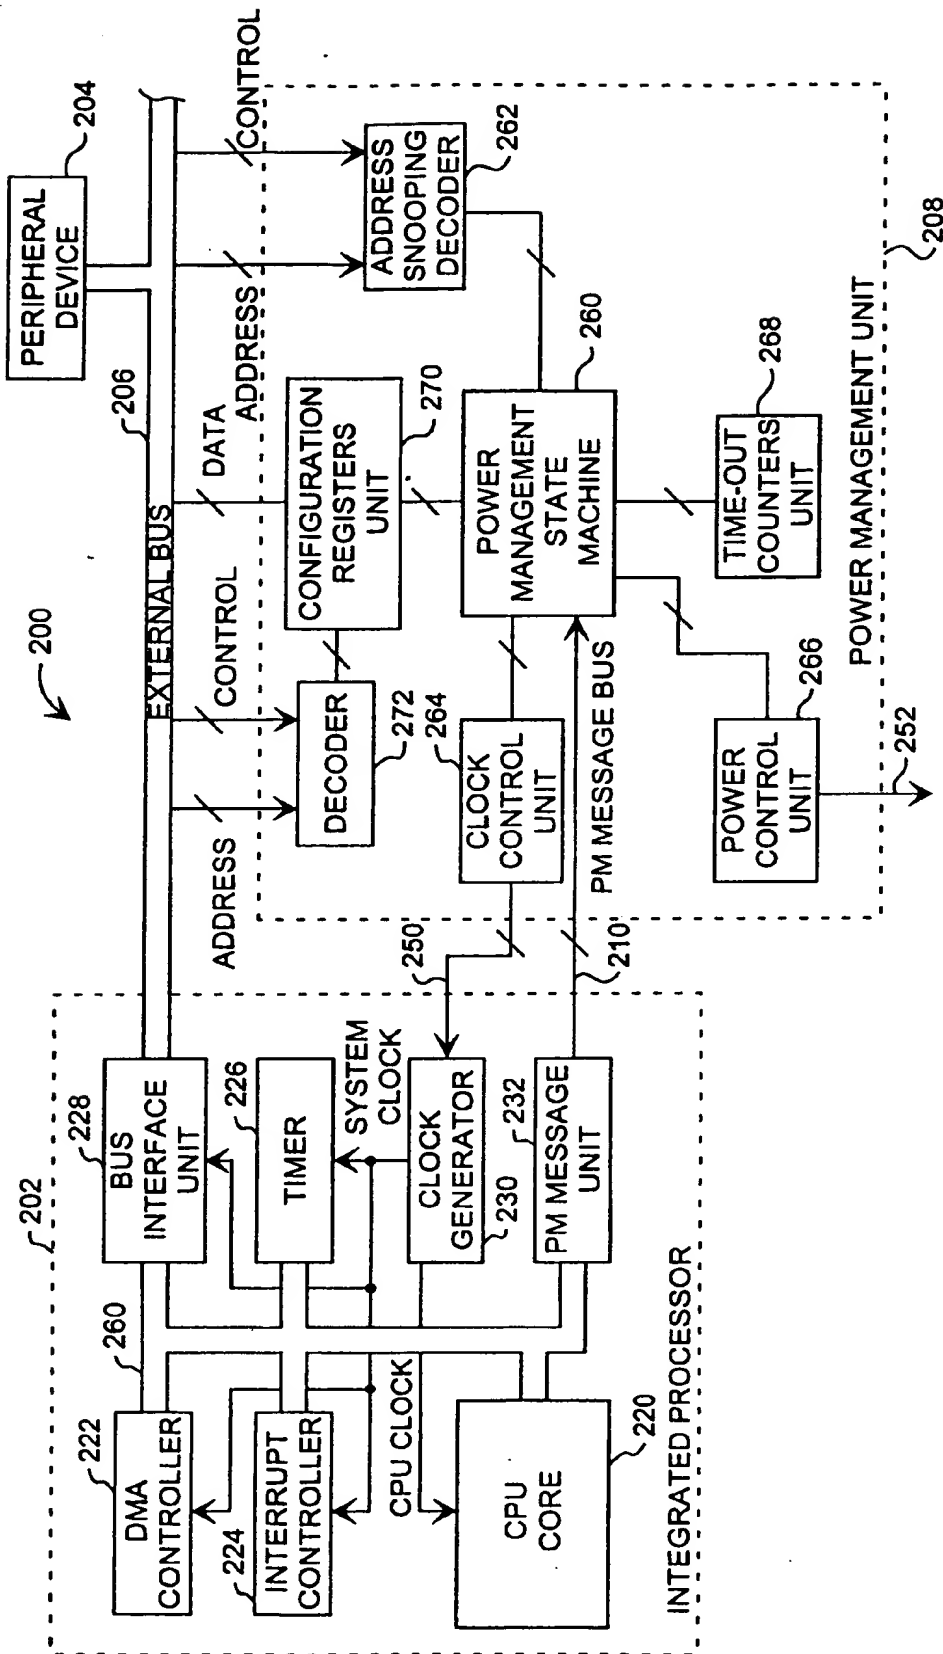 200
202
DMA
CONTROLLER
222
260
BUS
INTERFACE
UNIT
228
206
EXTERNAL BUS
PERIPHERAL
DEVICE
204
INTERRUPT
CONTROLLER
224
TIMER
226
SYSTEM
CLOCK
CPU CLOCK
CLOCK
GENERATOR
230
CPU
CORE
220
PM MESSAGE
UNIT
232
INTEGRATED PROCESSOR
250
210
ADDRESS
CONTROL
DATA
ADDRESS
CONTROL
DECODER
272
CONFIGURATION
REGISTERS
UNIT
270
ADDRESS
SNOOPING
DECODER
262
264
CLOCK
CONTROL
UNIT
PM MESSAGE BUS
POWER
MANAGEMENT
STATE
MACHINE
260
POWER
CONTROL
UNIT
266
252
TIME-OUT
COUNTERS
UNIT
268
POWER MANAGEMENT UNIT
208